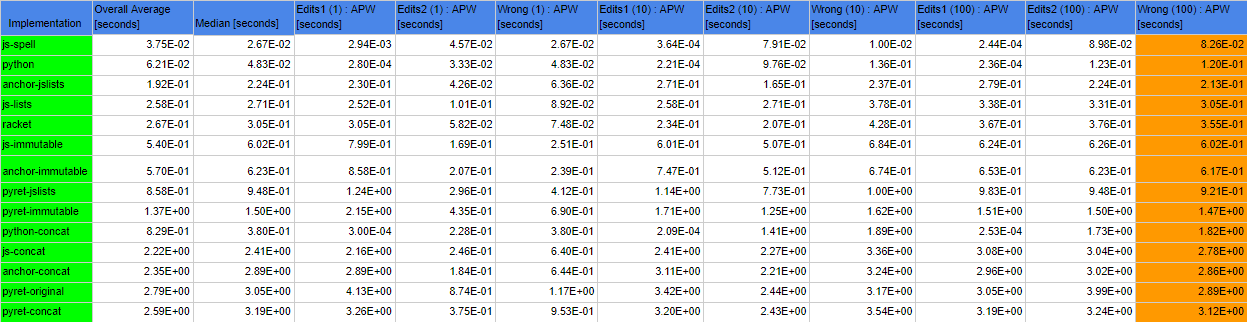 Implementation Overall Average [seconds] Median [seconds] Edits1 (1) : APW [seconds] Edits2 (1) : APW [seconds] Wrong (1) : APW [seconds] Edits1 (10) : APW [seconds] Edits2 (10) : APW [seconds] Wrong (10) : APW [seconds] Edits1 (100) : APW [seconds] Edits2 (100) : APW [seconds] Wrong (100) : APW [seconds]
js-spell 3.75E-02 2.67E-02 2.94E-03 4.57E-02 2.67E-02 3.64E-04 7.91E-02 1.00E-02 2.44E-04 8.98E-02 8.26E-02
python 6.21E-02 4.83E-02 2.80E-04 3.33E-02 4.83E-02 2.21E-04 9.76E-02 1.36E-01 2.36E-04 1.23E-01 1.20E-01
anchor-jslists 1.92E-01 2.24E-01 2.30E-01 4.26E-02 6.36E-02 2.71E-01 1.65E-01 2.37E-01 2.79E-01 2.24E-01 2.13E-01
js-lists 2.58E-01 2.71E-01 2.52E-01 1.01E-01 8.92E-02 2.58E-01 2.71E-01 3.78E-01 3.38E-01 3.31E-01 3.05E-01
racket 2.67E-01 3.05E-01 3.05E-01 5.82E-02 7.48E-02 2.34E-01 2.07E-01 4.28E-01 3.67E-01 3.76E-01 3.55E-01
js-immutable 5.40E-01 6.02E-01 7.99E-01 1.69E-01 2.51E-01 6.01E-01 5.07E-01 6.84E-01 6.24E-01 6.26E-01 6.02E-01
anchor-immutable 5.70E-01 6.23E-01 8.58E-01 2.07E-01 2.39E-01 7.47E-01 5.12E-01 6.74E-01 6.53E-01 6.23E-01 6.17E-01
pyret-jslists 8.58E-01 9.48E-01 1.24E+00 2.96E-01 4.12E-01 1.14E+00 7.73E-01 1.00E+00 9.83E-01 9.48E-01 9.21E-01
pyret-immutable 1.37E+00 1.50E+00 2.15E+00 4.35E-01 6.90E-01 1.71E+00 1.25E+00 1.62E+00 1.51E+00 1.50E+00 1.47E+00
python-concat 8.29E-01 3.80E-01 3.00E-04 2.28E-01 3.80E-01 2.09E-04 1.41E+00 1.89E+00 2.53E-04 1.73E+00 1.82E+00
js-concat 2.22E+00 2.41E+00 2.16E+00 2.46E-01 6.40E-01 2.41E+00 2.27E+00 3.36E+00 3.08E+00 3.04E+00 2.78E+00
anchor-concat 2.35E+00 2.89E+00 2.89E+00 1.84E-01 6.44E-01 3.11E+00 2.21E+00 3.24E+00 2.96E+00 3.02E+00 2.86E+00
pyret-original 2.79E+00 3.05E+00 4.13E+00 8.74E-01 1.17E+00 3.42E+00 2.44E+00 3.17E+00 3.05E+00 3.99E+00 2.89E+00
pyret-concat 2.59E+00 3.19E+00 3.26E+00 3.75E-01 9.53E-01 3.20E+00 2.43E+00 3.54E+00 3.19E+00 3.24E+00 3.12E+00